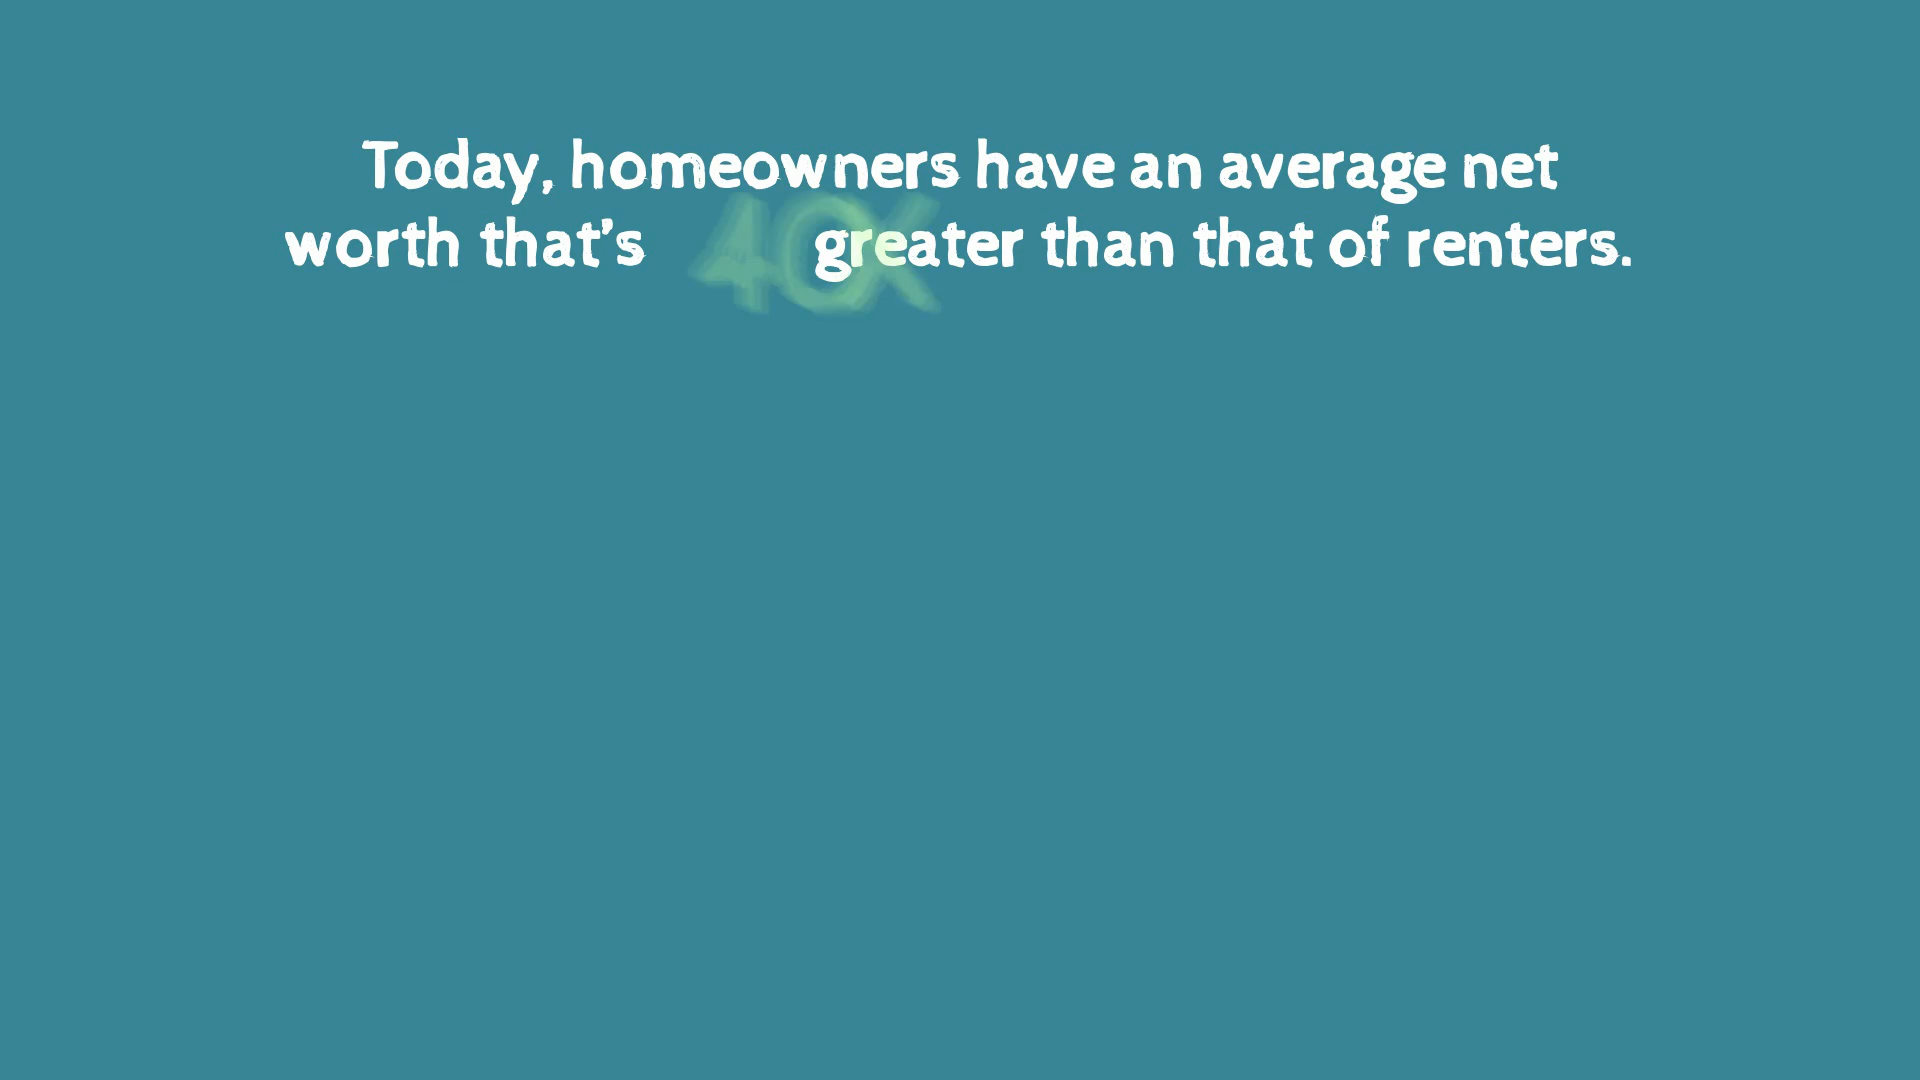 Today, homeowners have an average net
worth that’s 40X greater than that of renters.